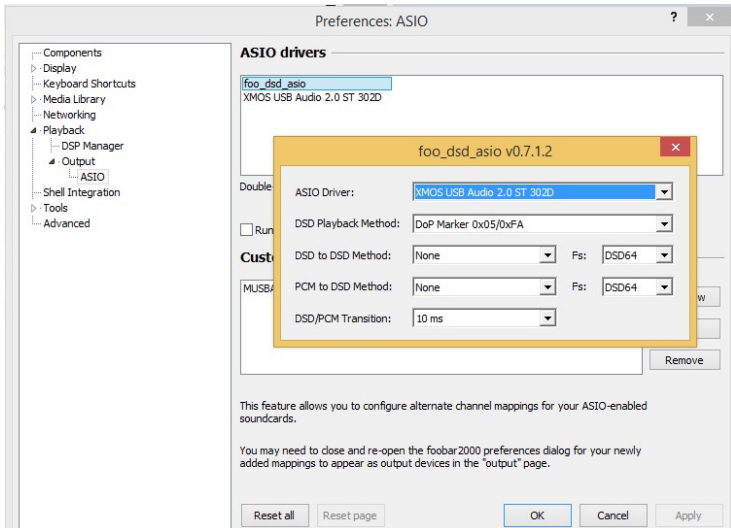 Preferences: ASIO
?
Components
Display
Keyboard Shortcuts
Media Library
Networking
Playback
DSP Manager
Output
ASIO
Shell Integration
Tools
Advanced
ASIO drivers
foo_dsd_asio
XMOS USB Audio 2.0 ST 302D
foo_dsd_asio v0.7.1.2
ASIO Driver: XMOS USB Audio 2.0 ST 302D
DSD Playback Method: DoP Marker 0x05/0xFA
DSD to DSD Method: None Fs: DSD64
PCM to DSD Method: None Fs: DSD64
DSD/PCM Transition: 10 ms
Double-
Run
Remove
This feature allows you to configure alternate channel mappings for your ASIO-enabled
soundcards.
You may need to close and re-open the foobar2000 preferences dialog for your newly
added mappings to appear as output devices in the "output" page.
Reset all Reset page OK Cancel Apply